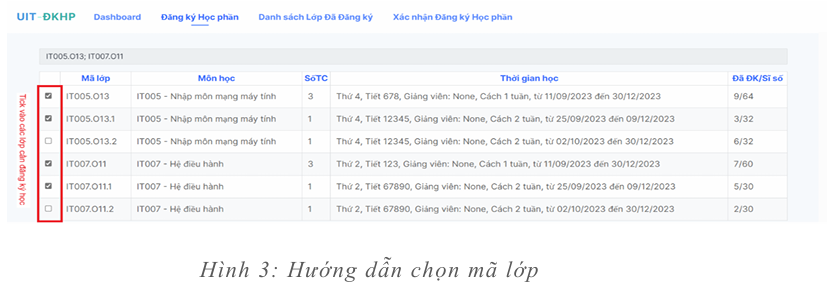 UIT-ĐKHP Dashboard Đăng ký Học phần Danh sách Lớp Đã Đăng ký Xác nhận Đăng ký Học phần
IT005.O13; IT007.O11
Mã lớp Môn học SốTC Thời gian học Đã ĐK/Sĩ số
IT005.O13 IT005 - Nhập môn mạng máy tính 3 Thứ 4, Tiết 678, Giảng viên: None, Cách 1 tuần, từ 11/09/2023 đến 30/12/2023 9/64
IT005.O13.1 IT005 - Nhập môn mạng máy tính 1 Thứ 4, Tiết 12345, Giảng viên: None, Cách 2 tuần, từ 25/09/2023 đến 09/12/2023 3/32
IT005.O13.2 IT005 - Nhập môn mạng máy tính 1 Thứ 4, Tiết 12345, Giảng viên: None, Cách 2 tuần, từ 02/10/2023 đến 30/12/2023 6/32
IT007.O11 IT007 - Hệ điều hành 3 Thứ 2, Tiết 123, Giảng viên: None, Cách 1 tuần, từ 11/09/2023 đến 30/12/2023 7/60
IT007.O11.1 IT007 - Hệ điều hành 1 Thứ 2, Tiết 67890, Giảng viên: None, Cách 2 tuần, từ 25/09/2023 đến 09/12/2023 5/30
IT007.O11.2 IT007 - Hệ điều hành 1 Thứ 2, Tiết 67890, Giảng viên: None, Cách 2 tuần, từ 02/10/2023 đến 30/12/2023 2/30
Tick vào các lớp cần đăng ký học
Hình 3: Hướng dẫn chọn mã lớp